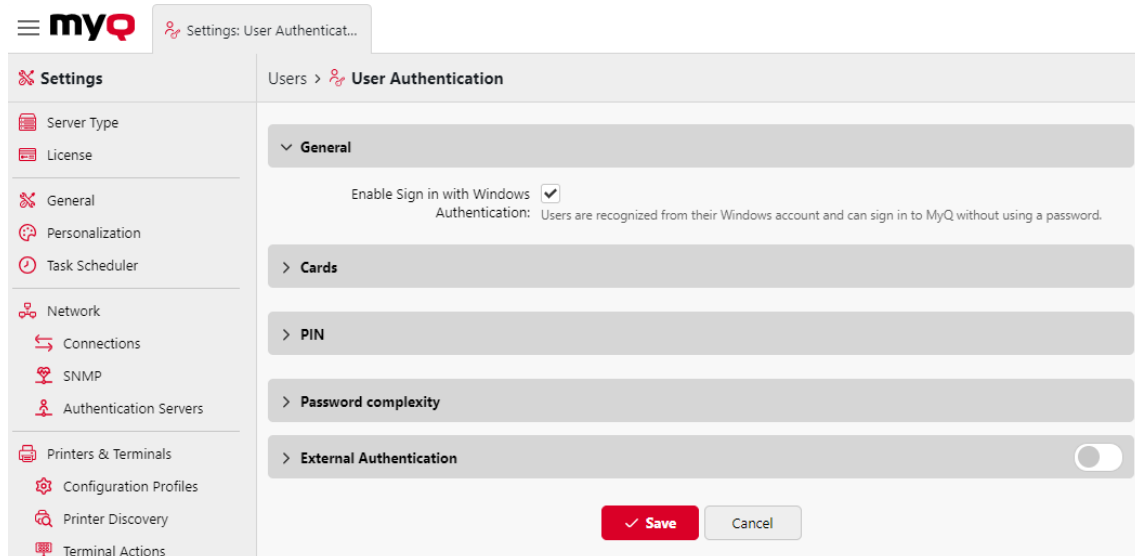 myQ
Settings: User Authenticat...
Settings
Users > User Authentication
Server Type
License
General
Personalization
Task Scheduler
Network
Connections
SNMP
Authentication Servers
Printers & Terminals
Configuration Profiles
Printer Discovery
Terminal Actions
General
Enable Sign in with Windows
Authentication:
Users are recognized from their Windows account and can sign in to MyQ without using a password.
Cards
PIN
Password complexity
External Authentication
Save
Cancel